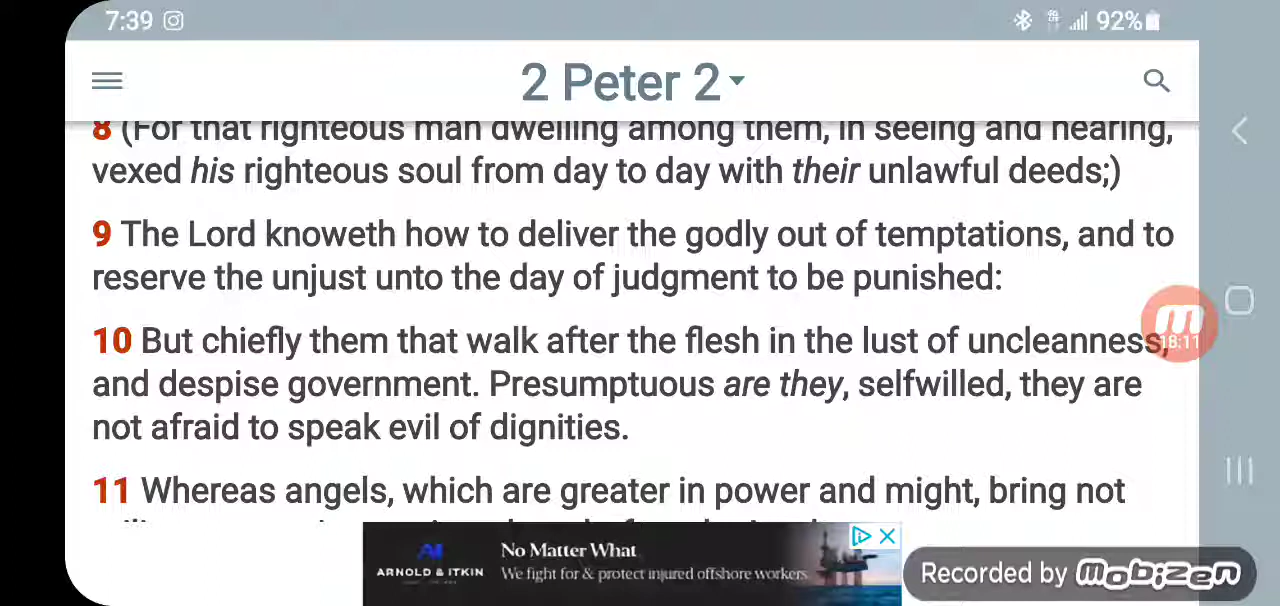 7:39
92%
2 Peter 2
8 (For that righteous man dwelling among them, in seeing and hearing,
vexed his righteous soul from day to day with their unlawful deeds;)
9 The Lord knoweth how to deliver the godly out of temptations, and to
reserve the unjust unto the day of judgment to be punished:
10 But chiefly them that walk after the flesh in the lust of uncleanness,
and despise government. Presumptuous are they, selfwilled, they are
not afraid to speak evil of dignities.
18:11
11 Whereas angels, which are greater in power and might, bring not
No Matter What
ARNOLD & ITKIN
We fight for & protect injured offshore workers.
Recorded by mobizen